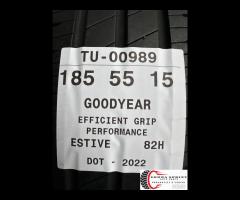 TU-00989
185 55 15
GOODYEAR
EFFICIENT GRIP
PERFORMANCE
ESTIVE 82H
DOT - 2022